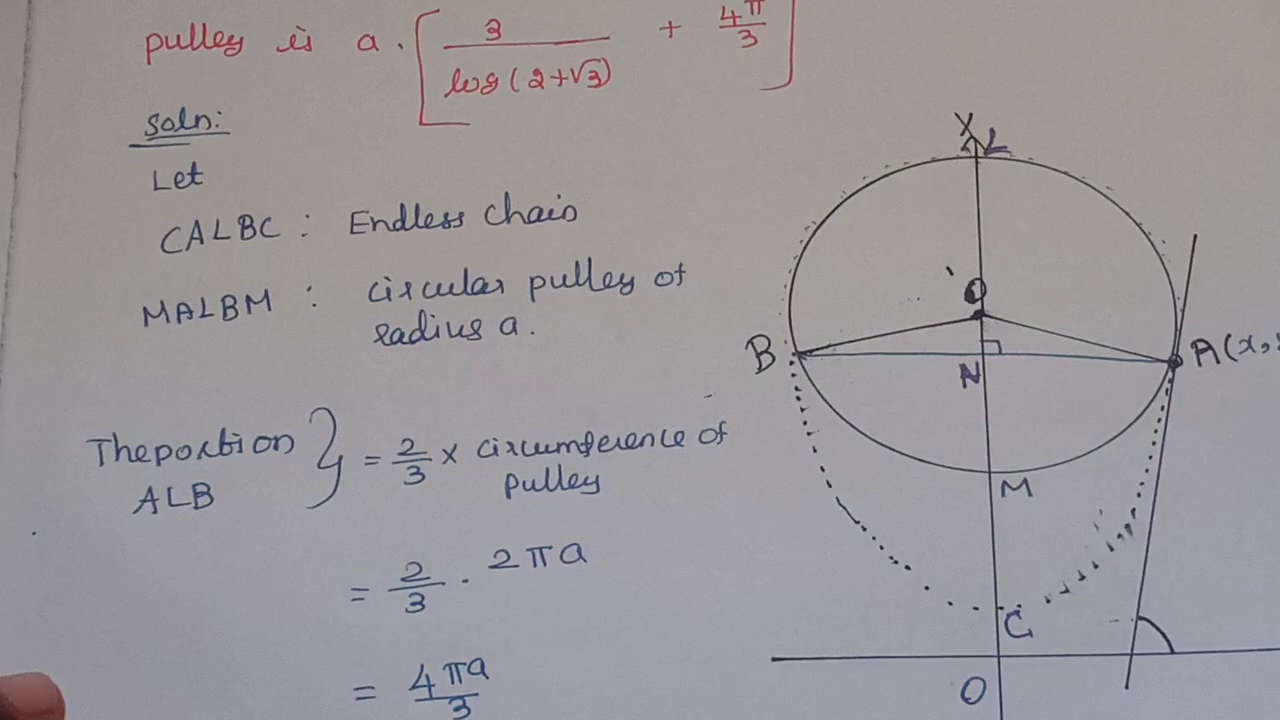 pulley is a . [ 3 / log(2+√3) + 4π/3 ]
Soln:
Let
CALBC : Endless chain
MALBM : circular pulley of
radius a.
The portion } = 2/3 × circumference of
ALB pulley
= 2/3 . 2πa
= 4πa/3
L
O
B
N
A(x,
M
C
O